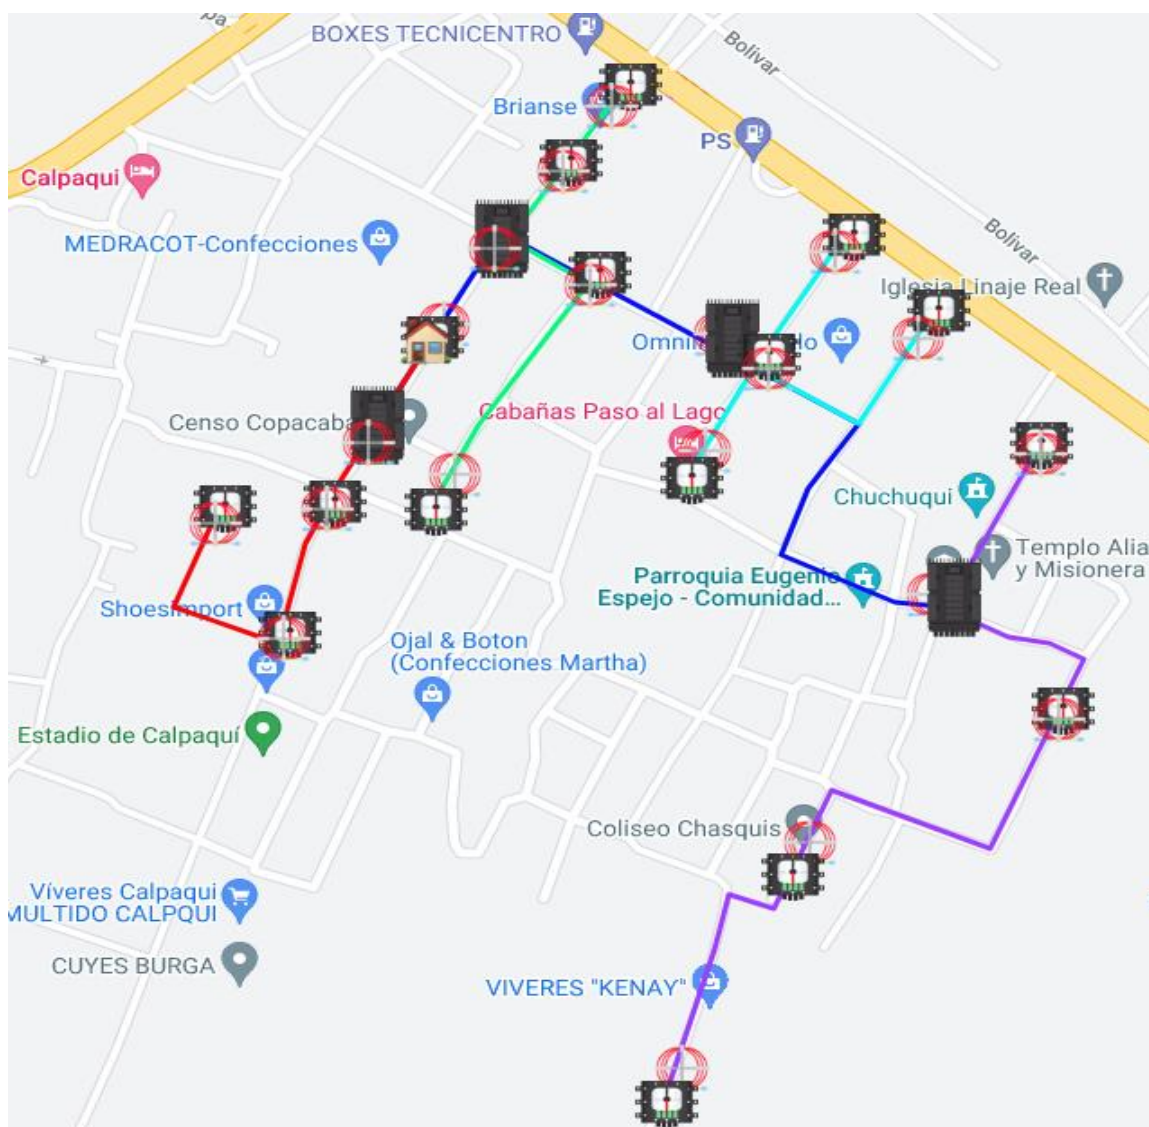 BOXES TECNICENTRO
Bolivar
Brianse
PS
Calpaqui
MEDRACOT-Confecciones
Bolivar
Iglesia Linaje Real
Cabañas Paso al Lago
Censo Copacaba
Chuchuqui
Templo Alia
y Misionera
Parroquia Eugenio
Espejo - Comunidad...
Shoesimport
Ojal & Boton
(Confecciones Martha)
Estadio de Calpaquí
Coliseo Chasquis
Víveres Calpaqui
MULTIDO CALPQUI
CUYES BURGA
VIVERES "KENAY"